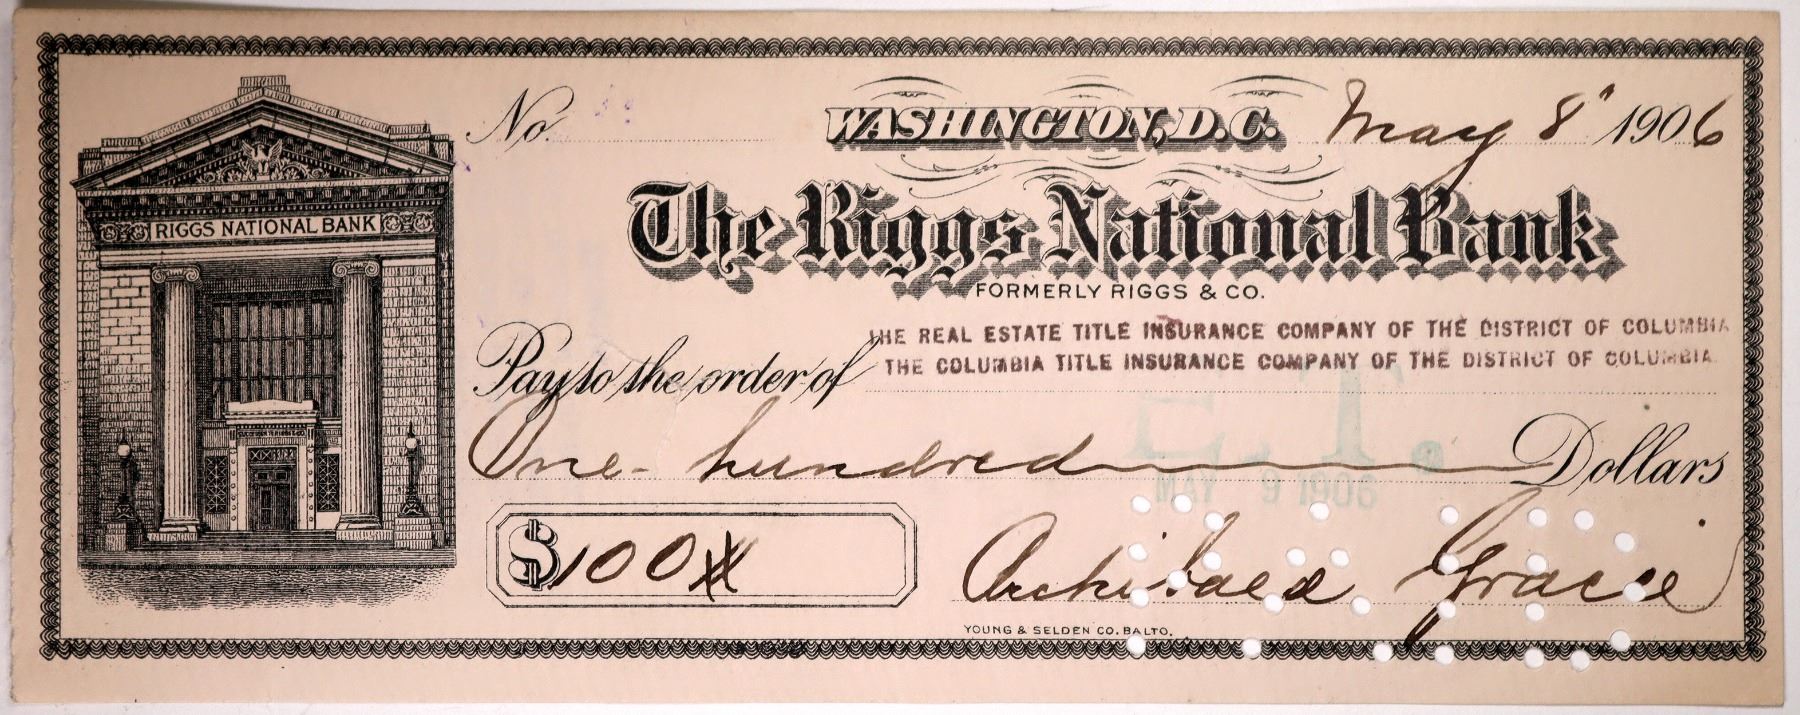 No. WASHINGTON, D.C. May 8" 1906
RIGGS NATIONAL BANK
The Riggs National Bank
FORMERLY RIGGS & CO.
Pay to the order of THE REAL ESTATE TITLE INSURANCE COMPANY OF THE DISTRICT OF COLUMBIA
THE COLUMBIA TITLE INSURANCE COMPANY OF THE DISTRICT OF COLUMBIA
One hundred Dollars
MAY 9 1906
$100
Archibald Gracie
YOUNG & SELDEN CO. BALTO.